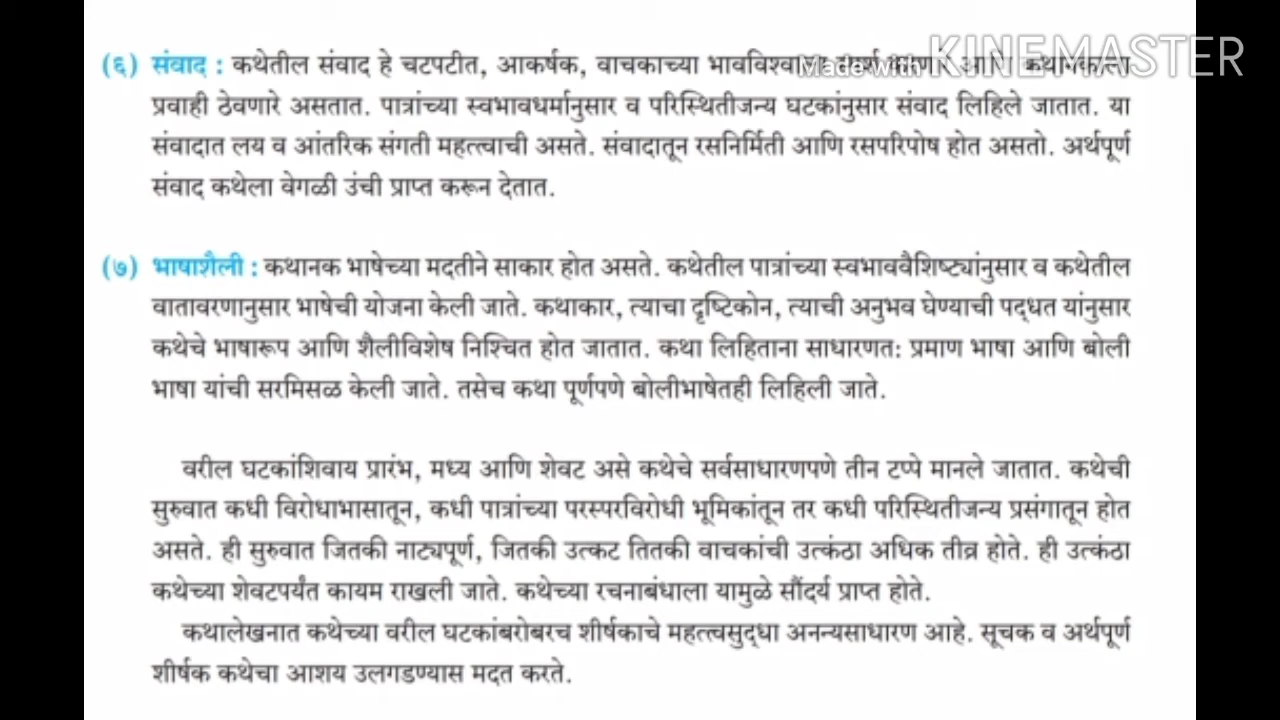 (६) संवाद : कथेतील संवाद हे चटपटीत, आकर्षक, वाचकाच्या
Made with KINEMASTER
प्रवाही ठेवणारे असतात. पात्रांच्या स्वभावधर्मानुसार व परिस्थितीजन्य घटकांनुसार संवाद लिहिले जातात. या
संवादात लय व आंतरिक संगती महत्त्वाची असते. संवादातून रसनिर्मिती आणि रसपरिपोष होत असतो. अर्थपूर्ण
संवाद कथेला वेगळी उंची प्राप्त करून देतात.
(७) भाषाशैली : कथानक भाषेच्या मदतीने साकार होत असते. कथेतील पात्रांच्या स्वभाववैशिष्ट्यांनुसार व कथेतील
वातावरणानुसार भाषेची योजना केली जाते. कथाकार, त्याचा दृष्टिकोन, त्याची अनुभव घेण्याची पद्धत यांनुसार
कथेचे भाषारूप आणि शैलीविशेष निश्चित होत जातात. कथा लिहिताना साधारणतः प्रमाण भाषा आणि बोली
भाषा यांची सरमिसळ केली जाते. तसेच कथा पूर्णपणे बोलीभाषेतही लिहिली जाते.
वरील घटकांशिवाय प्रारंभ, मध्य आणि शेवट असे कथेचे सर्वसाधारणपणे तीन टप्पे मानले जातात. कथेची
सुरुवात कधी विरोधाभासातून, कधी पात्रांच्या परस्परविरोधी भूमिकांतून तर कधी परिस्थितीजन्य प्रसंगातून होत
असते. ही सुरुवात जितकी नाट्यपूर्ण, जितकी उत्कट तितकी वाचकांची उत्कंठा अधिक तीव्र होते. ही उत्कंठा
कथेच्या शेवटपर्यंत कायम राखली जाते. कथेच्या रचनाबंधाला यामुळे सौंदर्य प्राप्त होते.
कथालेखनात कथेच्या वरील घटकांबरोबरच शीर्षकाचे महत्त्वसुद्धा अनन्यसाधारण आहे. सूचक व अर्थपूर्ण
शीर्षक कथेचा आशय उलगडण्यास मदत करते.